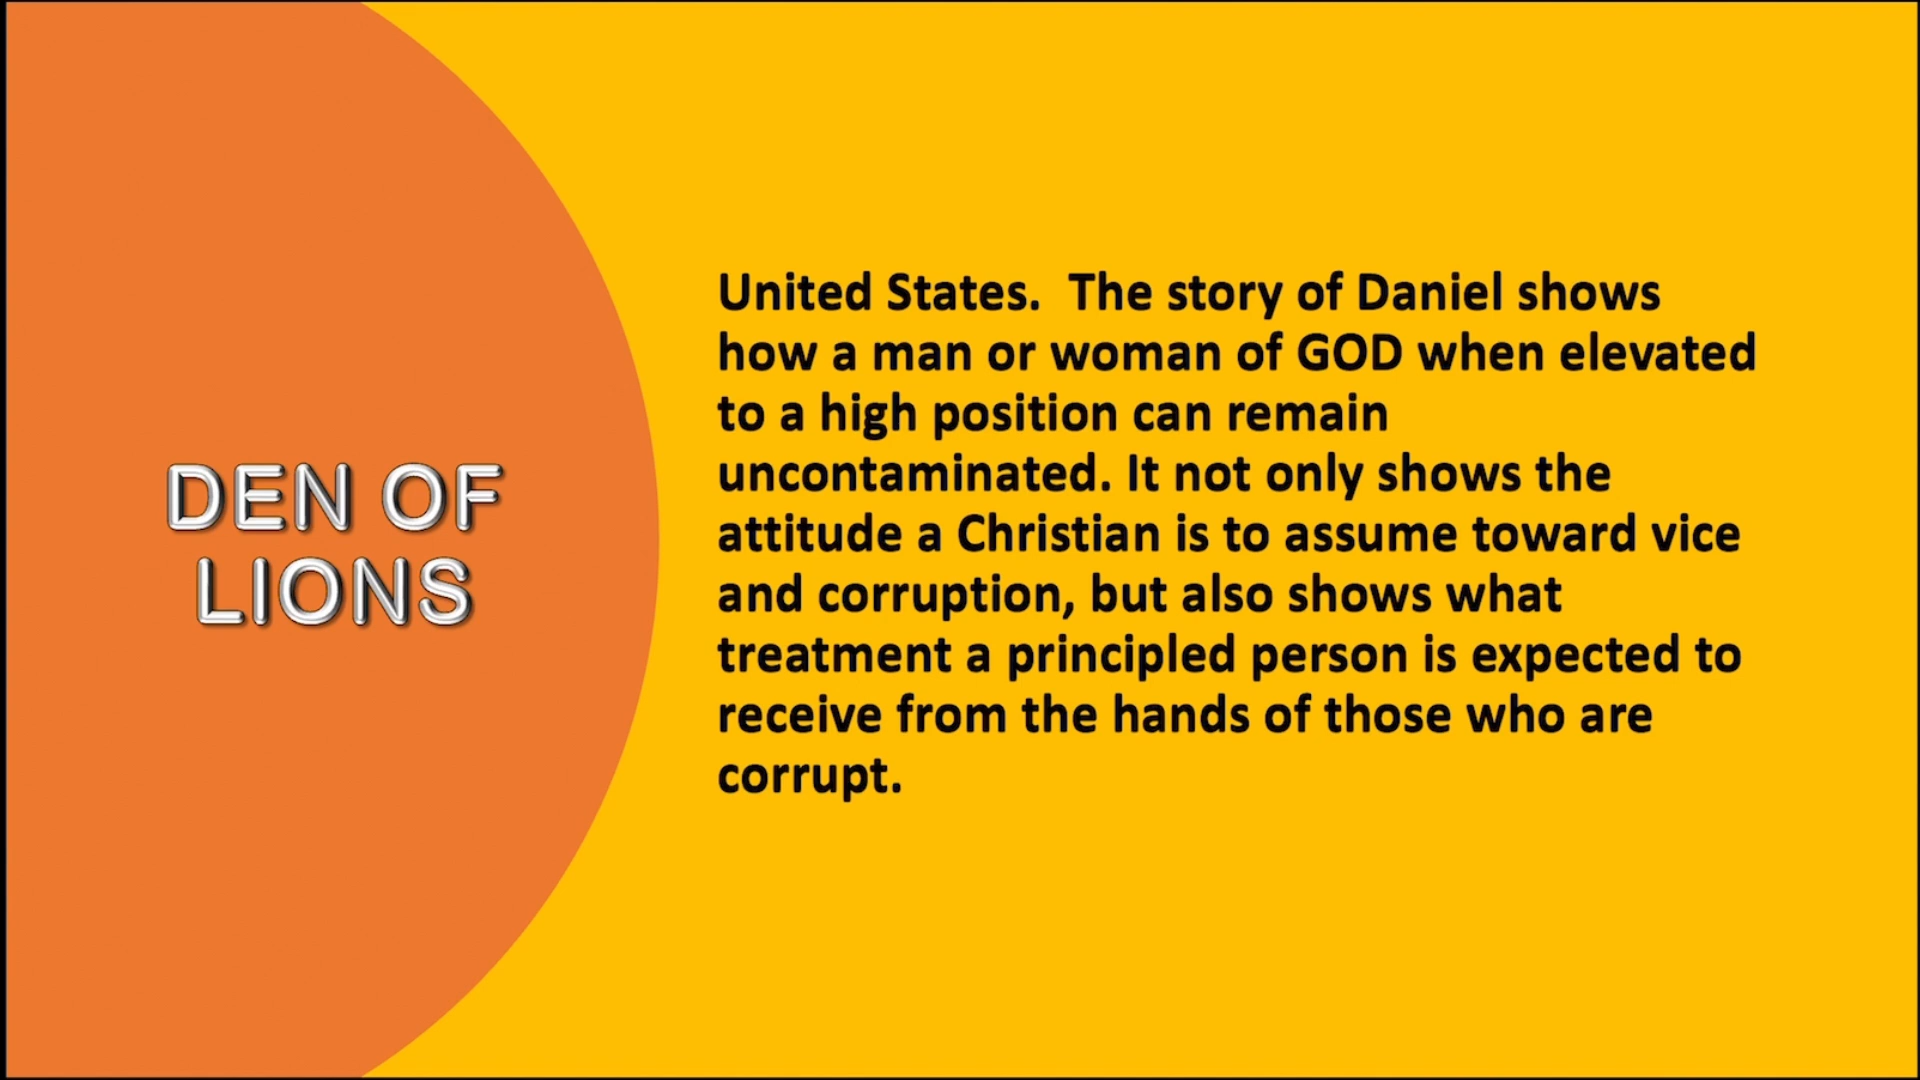 DEN OF
LIONS
United States.  The story of Daniel shows
how a man or woman of GOD when elevated
to a high position can remain
uncontaminated. It not only shows the
attitude a Christian is to assume toward vice
and corruption, but also shows what
treatment a principled person is expected to
receive from the hands of those who are
corrupt.